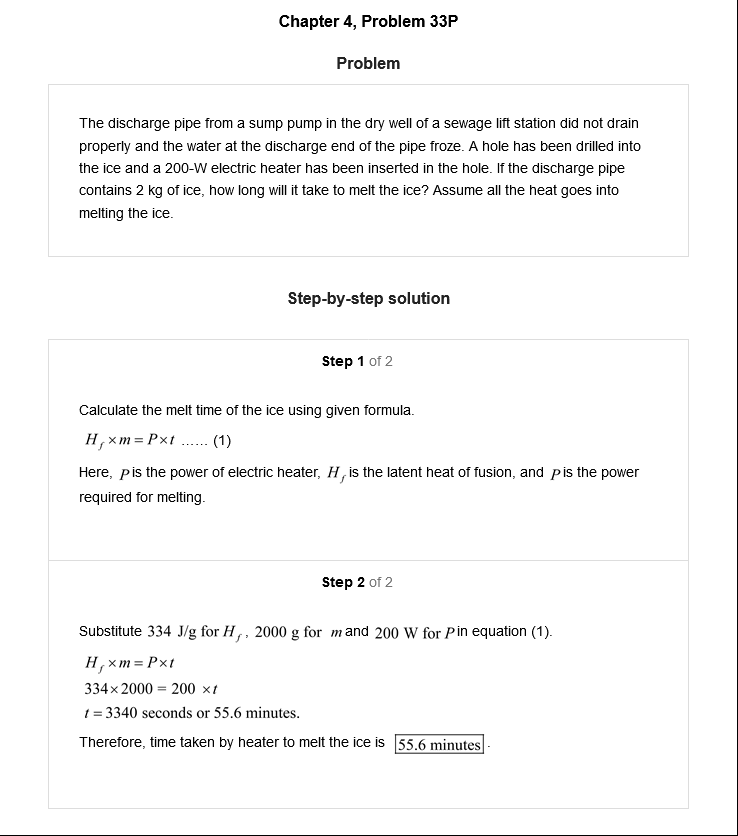 Chapter 4, Problem 33P
Problem
The discharge pipe from a sump pump in the dry well of a sewage lift station did not drain
properly and the water at the discharge end of the pipe froze. A hole has been drilled into
the ice and a 200-W electric heater has been inserted in the hole. If the discharge pipe
contains 2 kg of ice, how long will it take to melt the ice? Assume all the heat goes into
melting the ice.
Step-by-step solution
Step 1 of 2
Calculate the melt time of the ice using given formula.
H_f × m = P × t ...... (1)
Here, P is the power of electric heater, H_f is the latent heat of fusion, and P is the power
required for melting.
Step 2 of 2
Substitute 334 J/g for H_f, 2000 g for m and 200 W for P in equation (1).
H_f × m = P × t
334 × 2000 = 200 × t
t = 3340 seconds or 55.6 minutes.
Therefore, time taken by heater to melt the ice is 55.6 minutes.